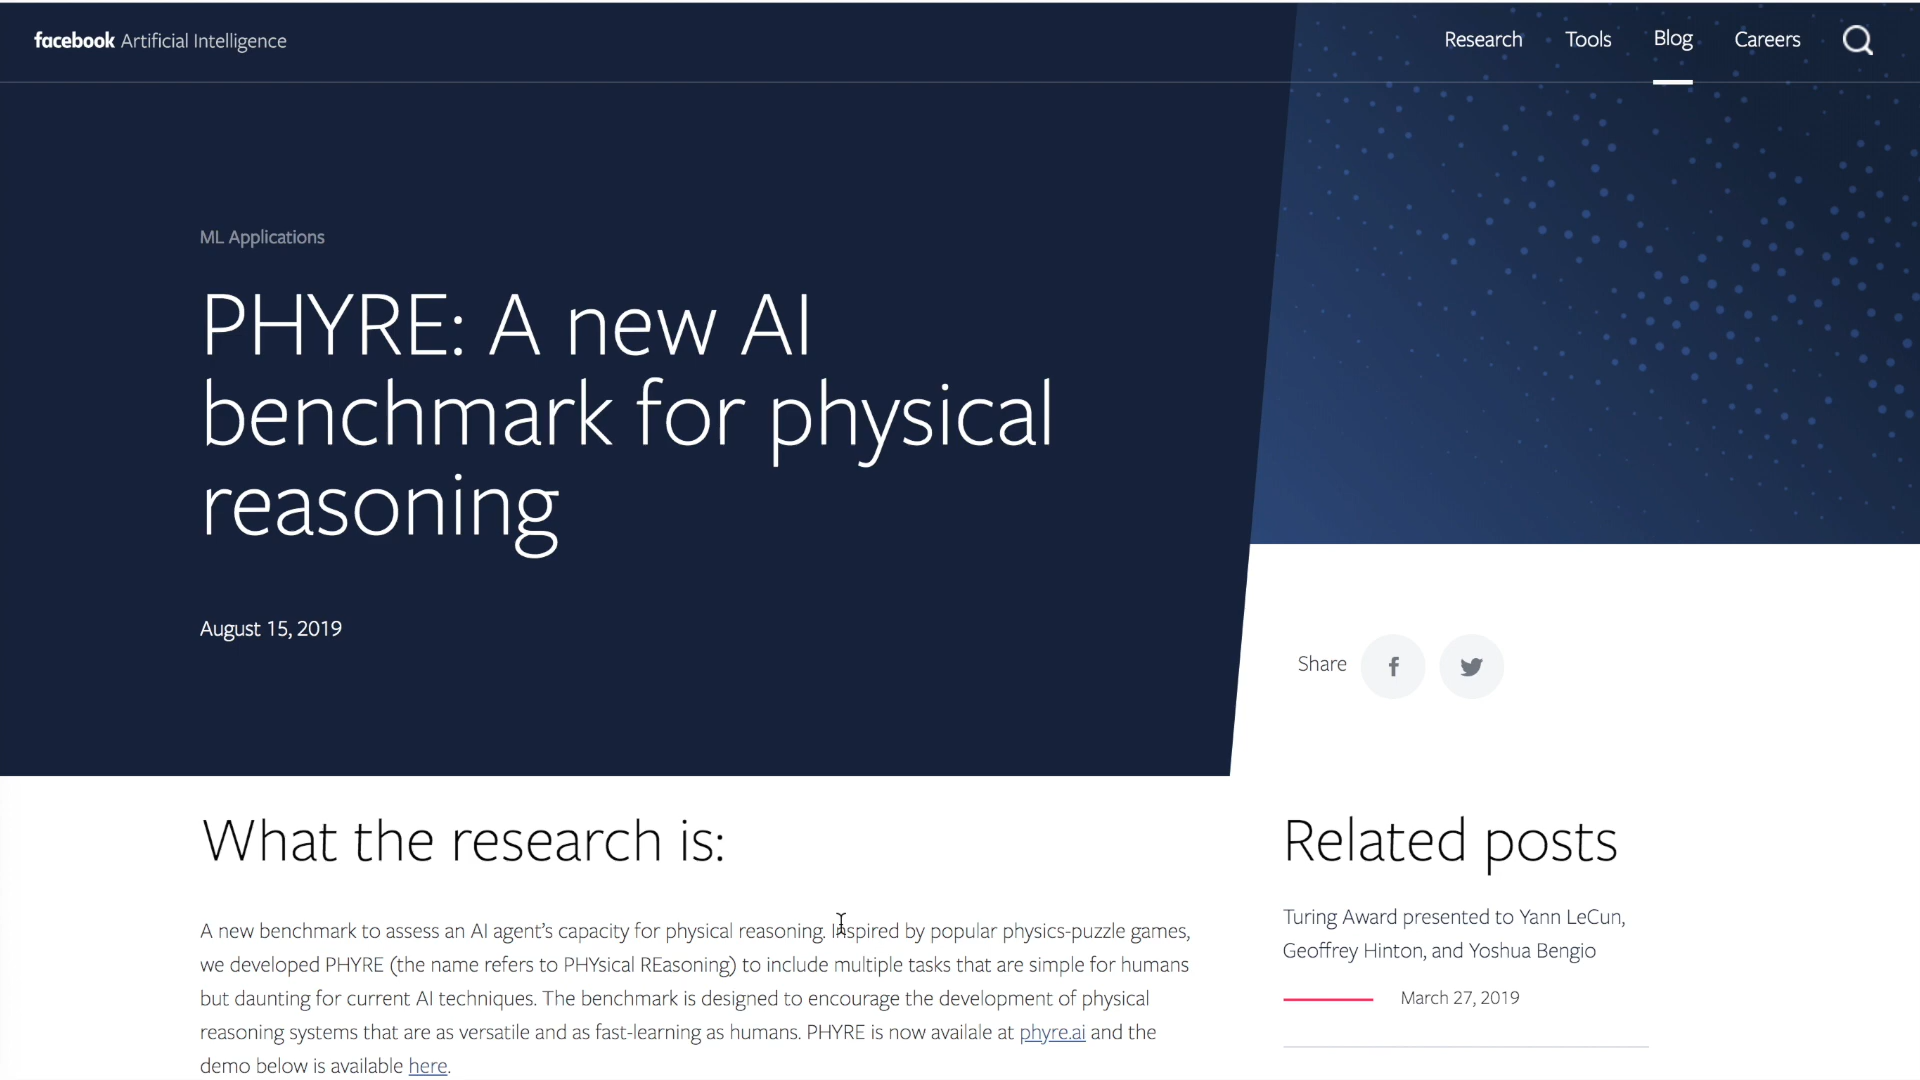 facebook Artificial Intelligence
Research Tools Blog Careers
ML Applications
PHYRE: A new AI
benchmark for physical
reasoning
August 15, 2019
Share
What the research is:
A new benchmark to assess an AI agent's capacity for physical reasoning. Inspired by popular physics-puzzle games,
we developed PHYRE (the name refers to PHYsical REasoning) to include multiple tasks that are simple for humans
but daunting for current AI techniques. The benchmark is designed to encourage the development of physical
reasoning systems that are as versatile and as fast-learning as humans. PHYRE is now availale at phyre.ai and the
demo below is available here.
Related posts
Turing Award presented to Yann LeCun,
Geoffrey Hinton, and Yoshua Bengio
March 27, 2019